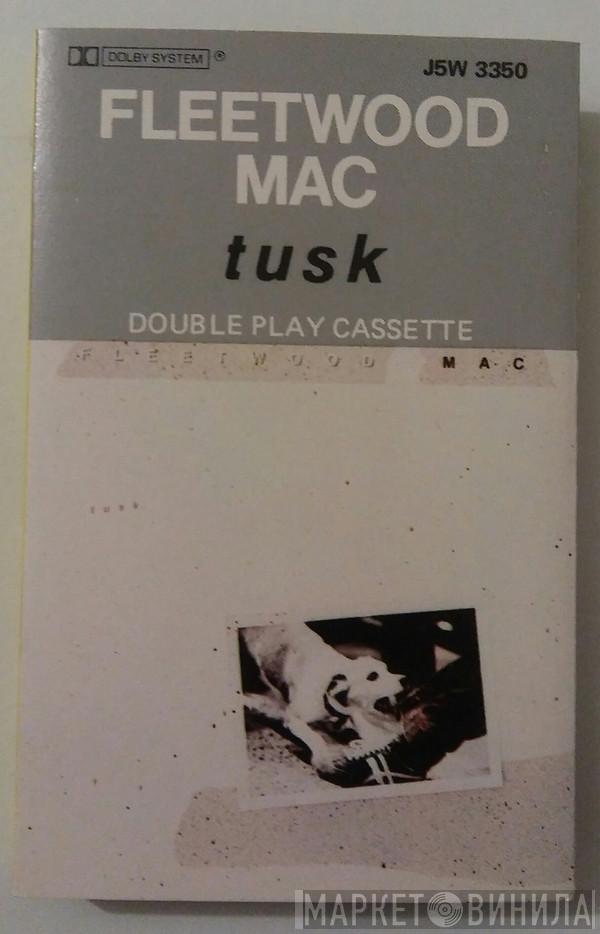 DOLBY SYSTEM ®
J5W 3350
FLEETWOOD
MAC
tusk
DOUBLE PLAY CASSETTE
FLEETWOOD MAC
tusk
МАРКЕТ ВИНИЛА